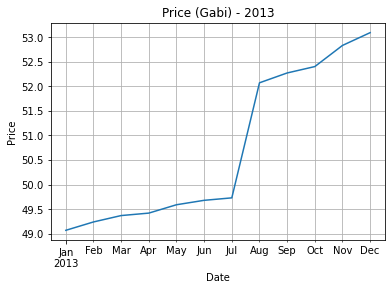 Price (Gabi) - 2013
53.0
52.5
52.0
51.5
51.0
50.5
50.0
49.5
49.0
Price
Jan Feb Mar Apr May Jun Jul Aug Sep Oct Nov Dec
2013
Date